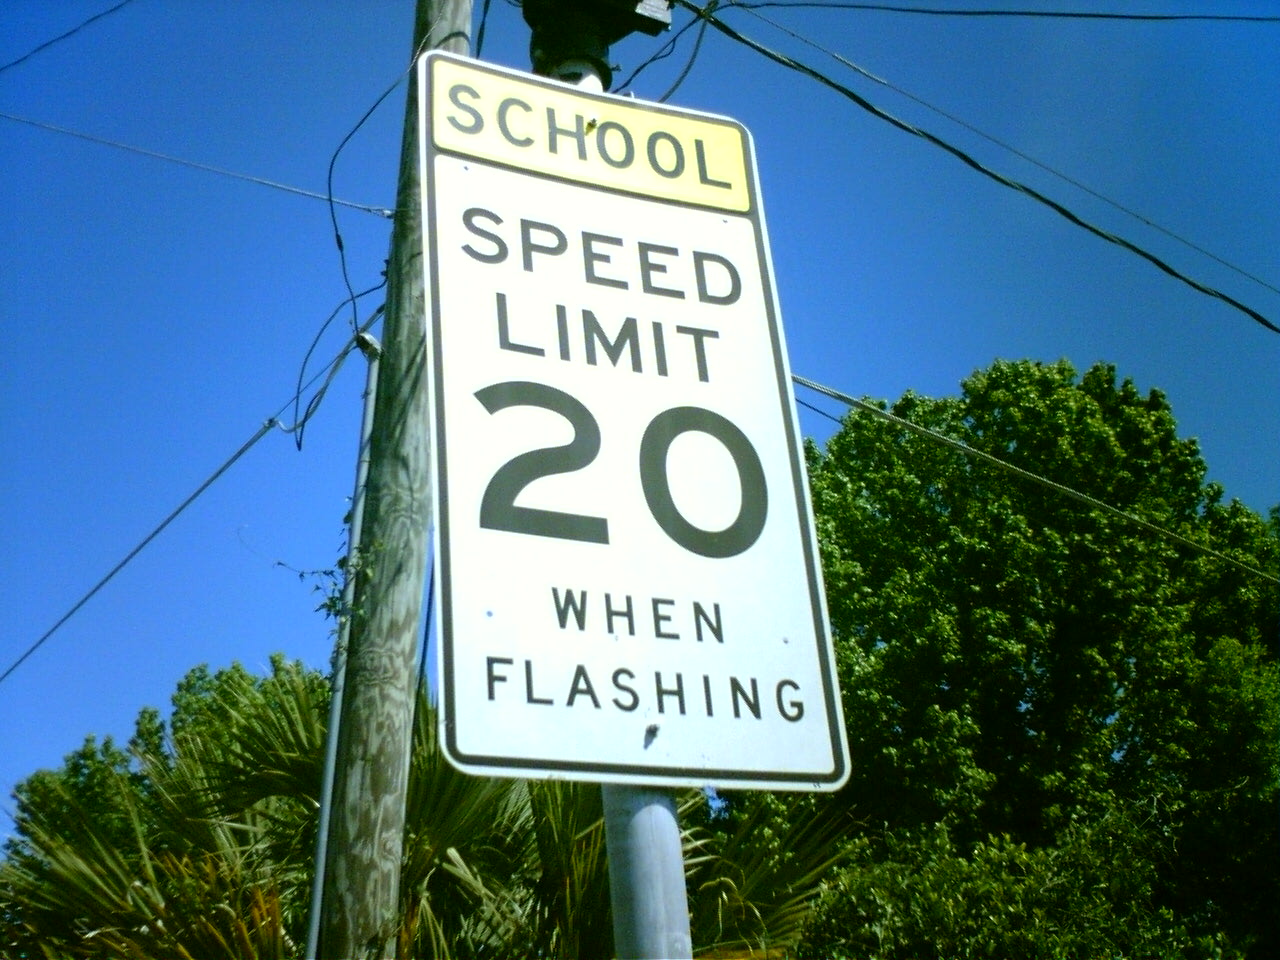 SCHOOL
SPEED
LIMIT
20
WHEN
FLASHING